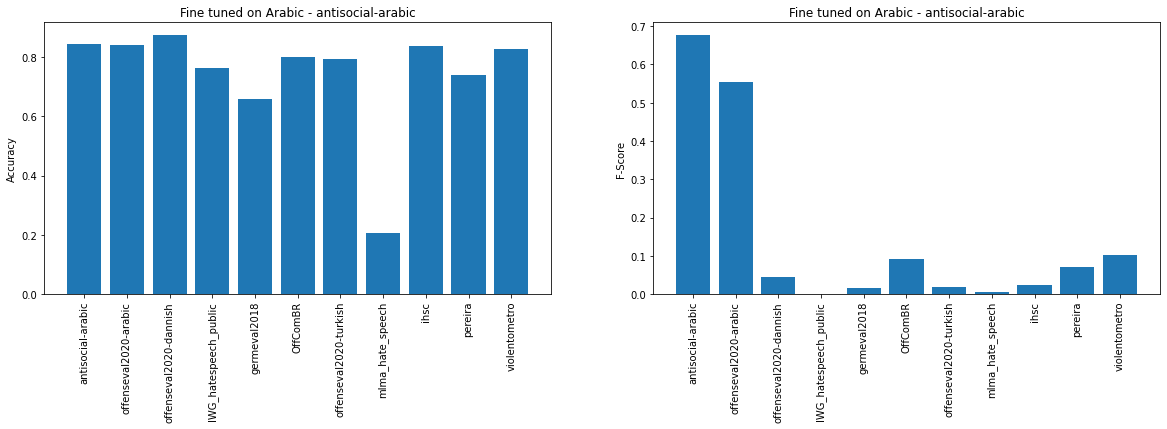 Fine tuned on Arabic - antisocial-arabic
Accuracy
0.8
0.6
0.4
0.2
0.0
antisocial-arabic
offenseval2020-arabic
offenseval2020-dannish
IWG_hatespeech_public
germeval2018
OffComBR
offenseval2020-turkish
mlma_hate_speech
ihsc
pereira
violentometro
Fine tuned on Arabic - antisocial-arabic
F-Score
0.7
0.6
0.5
0.4
0.3
0.2
0.1
0.0
antisocial-arabic
offenseval2020-arabic
offenseval2020-dannish
IWG_hatespeech_public
germeval2018
OffComBR
offenseval2020-turkish
mlma_hate_speech
ihsc
pereira
violentometro